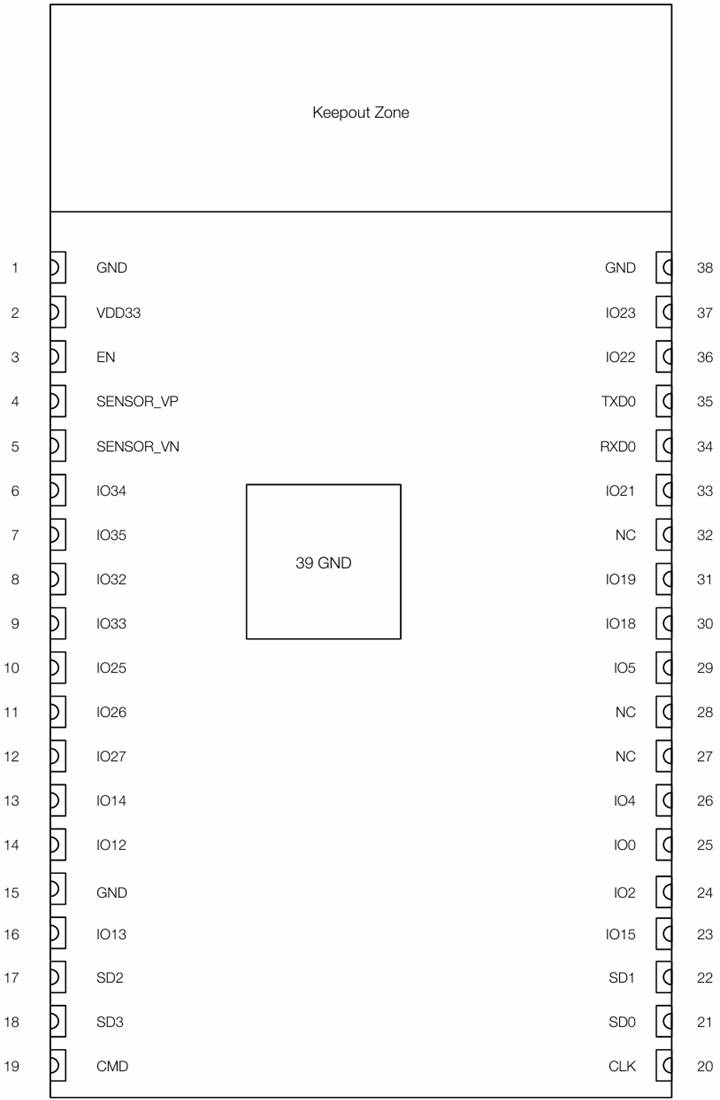 Keepout Zone
1 GND GND 38
2 VDD33 IO23 37
3 EN IO22 36
4 SENSOR_VP TXD0 35
5 SENSOR_VN RXD0 34
6 IO34 IO21 33
7 IO35 NC 32
39 GND
8 IO32 IO19 31
9 IO33 IO18 30
10 IO25 IO5 29
11 IO26 NC 28
12 IO27 NC 27
13 IO14 IO4 26
14 IO12 IO0 25
15 GND IO2 24
16 IO13 IO15 23
17 SD2 SD1 22
18 SD3 SD0 21
19 CMD CLK 20